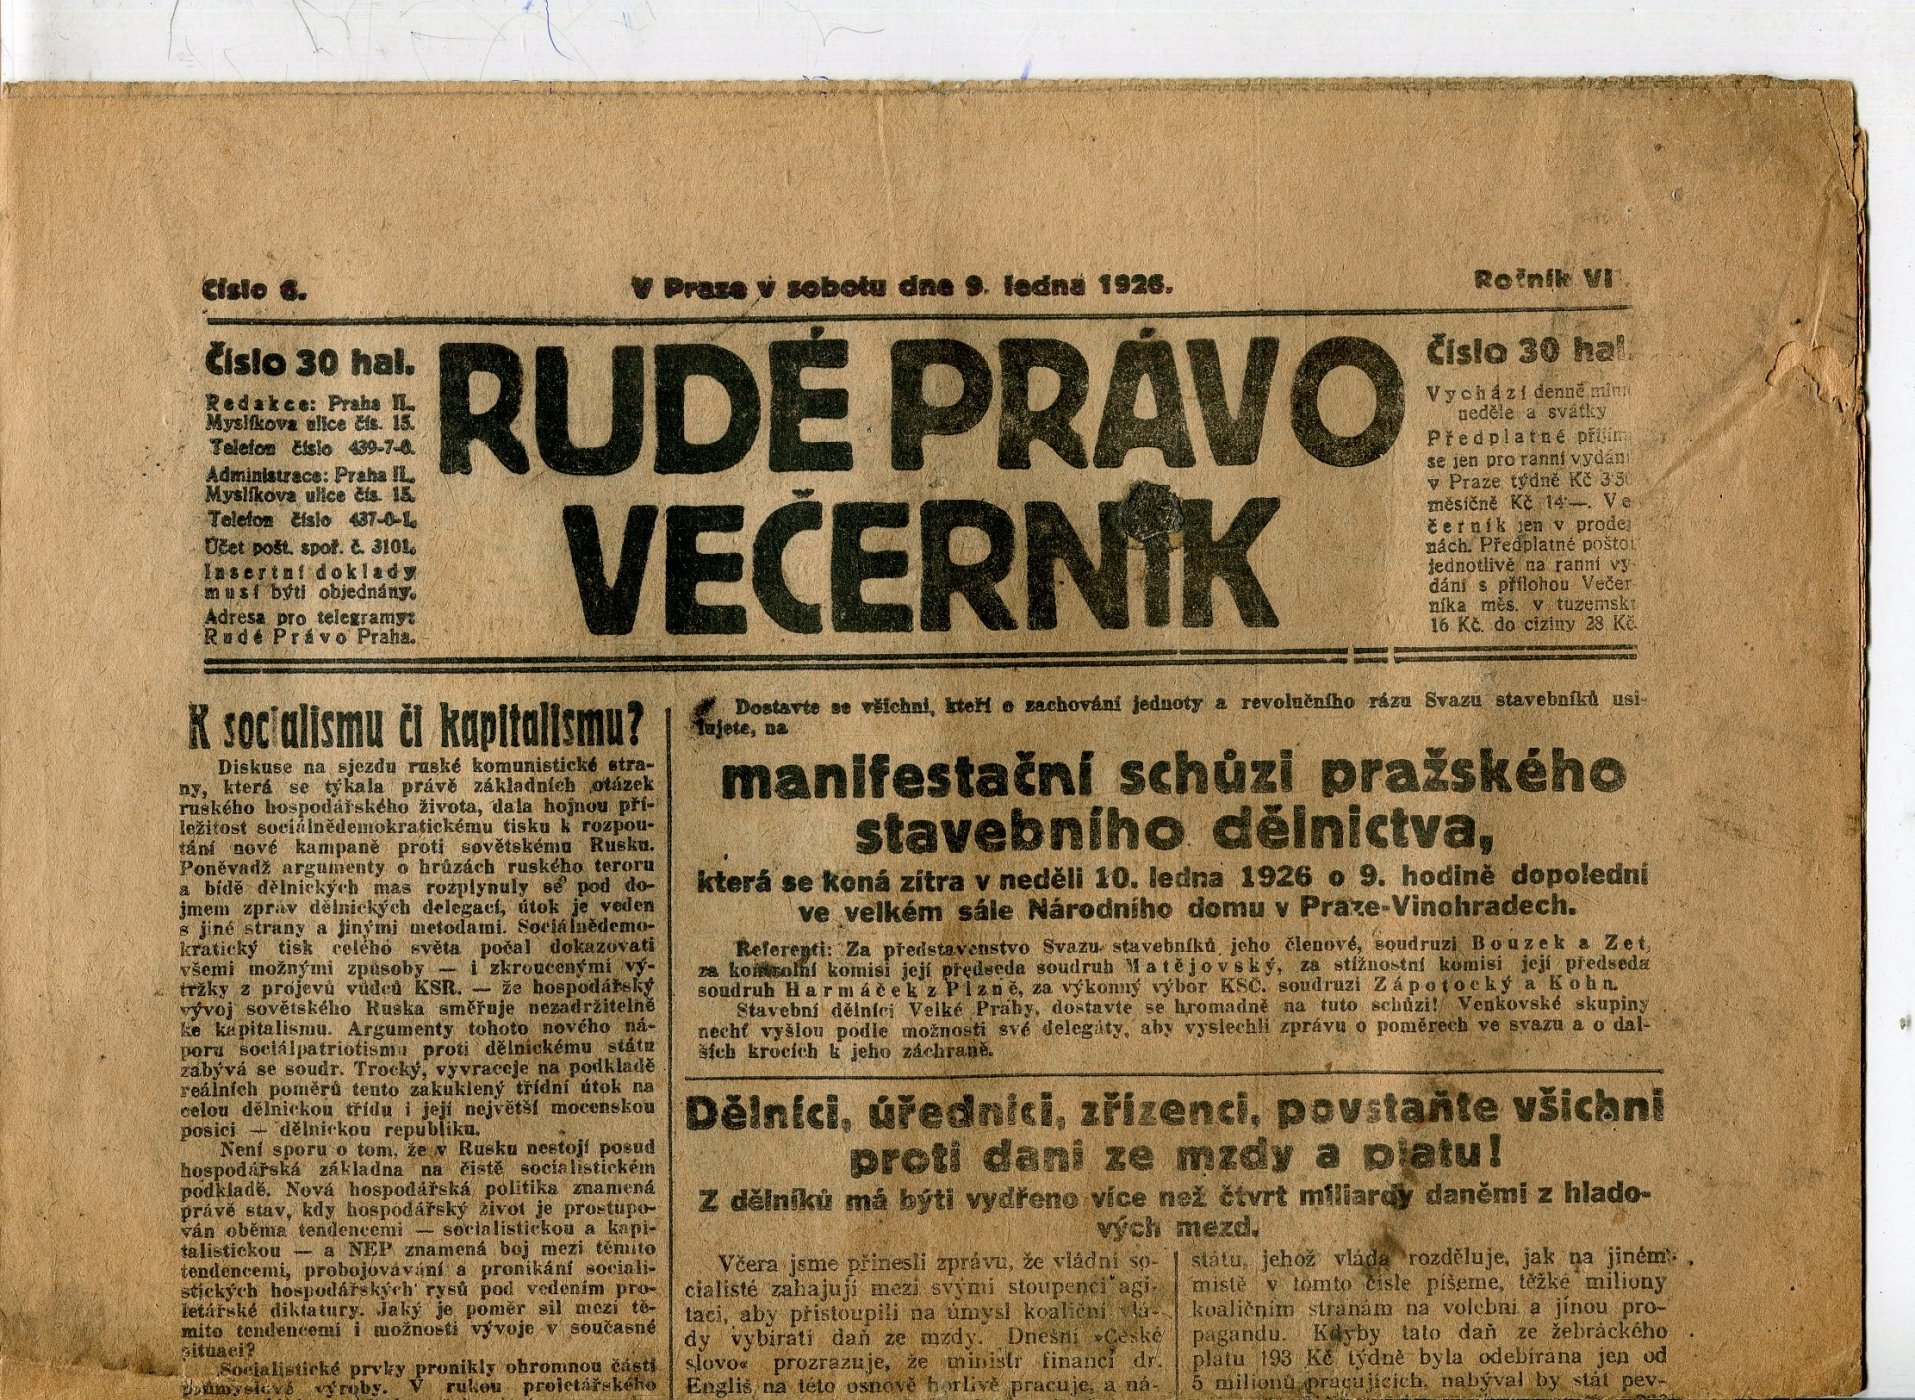 Číslo 6.
V Praze v sobotu dne 9. ledna 1926.
Ročník VI.
Číslo 30 hal.
Redakce: Praha II.
Myslíkova ulice čís. 15.
Telefon číslo 439-7-0.
Administrace: Praha II.
Myslíkova ulice čís. 15.
Telefon číslo 437-0-1.
Účet pošt. spoř. č. 3101.
Insertní doklady
musí býti objednány.
Adresa pro telegramy:
Rudé Právo Praha.
RUDÉ PRÁVO
VEČERNÍK
Číslo 30 hal.
Vychází denně mimo
neděle a svátky
Předplatné přijím
se jen pro ranní vydání
v Praze týdně Kč 3·50
měsíčně Kč 14·—. Ve
černík jen v prodej
nách. Předplatné poštou
jednotlivě na ranní vy
dání s přílohou Večer
níka měs. v tuzemsku
16 Kč. do ciziny 28 Kč.
K socialismu či kapitalismu?
Diskuse na sjezdu ruské komunistické stra-
ny, která se týkala právě základních otázek
ruského hospodářského života, dala hojnou pří-
ležitost sociálnědemokratickému tisku k rozpou-
tání nové kampaně proti sovětskému Rusku.
Poněvadž argumenty o hrůzách ruského teroru
a bídě dělnických mas rozplynuly se pod do-
jmem zpráv dělnických delegací, útok je veden
s jiné strany a jinými metodami. Sociálnědemo-
kratický tisk celého světa počal dokazovati
všemi možnými způsoby — i zkroucenými vý-
tržky z projevů vůdců KSR. — že hospodářský
vývoj sovětského Ruska směřuje nezadržitelně
ke kapitalismu. Argumenty tohoto nového ná-
poru sociálpatriotismu proti dělnickému státu
zabývá se soudr. Trocký, vyvraceje na podkladě
reálních poměrů tento zakuklený třídní útok na
celou dělnickou třídu i její největší mocenskou
posici — dělnickou republiku.
Není sporu o tom, že v Rusku nestojí posud
hospodářská základna na čistě socialistickém
podkladě. Nová hospodářská politika znamená
právě stav, kdy hospodářský život je prostupo-
ván oběma tendencemi — socialistickou a kapi-
talistickou — a NEP znamená boj mezi těmito
tendencemi, probojovávání a pronikání sociali-
stických hospodářských rysů pod vedením pro-
letářské diktatury. Jaký je poměr sil mezi tě-
mito tendencemi i možnosti vývoje v současné
situaci?
Socialistické prvky pronikly ohromnou částí
průmyslové výroby. V rukou proletářského
Dostavte se všichni, kteří o zachování jednoty a revolučního rázu Svazu stavebníků usi-
lujete, na
manifestační schůzi pražského
stavebního dělnictva,
která se koná zítra v neděli 10. ledna 1926 o 9. hodině dopolední
ve velkém sále Národního domu v Praze-Vinohradech.
Referenti: Za představenstvo Svazu stavebníků jeho členové, soudruzi Bouzek a Zet,
za kontrolní komisi její předseda soudruh Matějovský, za stížnostní komisi její předseda
soudruh Harmáček z Plzně, za výkonný výbor KSČ. soudruzi Zápotocký a Kohn.
Stavební dělníci Velké Prahy, dostavte se hromadně na tuto schůzi! Venkovské skupiny
nechť vyšlou podle možnosti své delegáty, aby vyslechli zprávu o poměrech ve svazu a o dal-
ších krocích k jeho záchraně.
Dělníci, úředníci, zřízenci, povstaňte všichni
proti dani ze mzdy a platu!
Z dělníků má býti vydřeno více než čtvrt miliardy daněmi z hlado-
vých mezd.
Včera jsme přinesli zprávu, že vládní so-
cialisté zahajují mezi svými stoupenci agi-
taci, aby přistoupili na úmysl koaliční vlá-
dy vybírati daň ze mzdy. Dnešní »České
slovo« prozrazuje, že ministr financí dr.
Engliš na této osnově horlivě pracuje, a ná-
státu, jehož vláda rozděluje, jak na jiném
místě v tomto čísle píšeme, těžké miliony
koaličním stranám na volební a jinou pro-
pagandu. Kdyby tato daň ze žebráckého
platu 193 Kč týdně byla odebírána jen od
5 milionů pracujících, nabýval by stát pev-